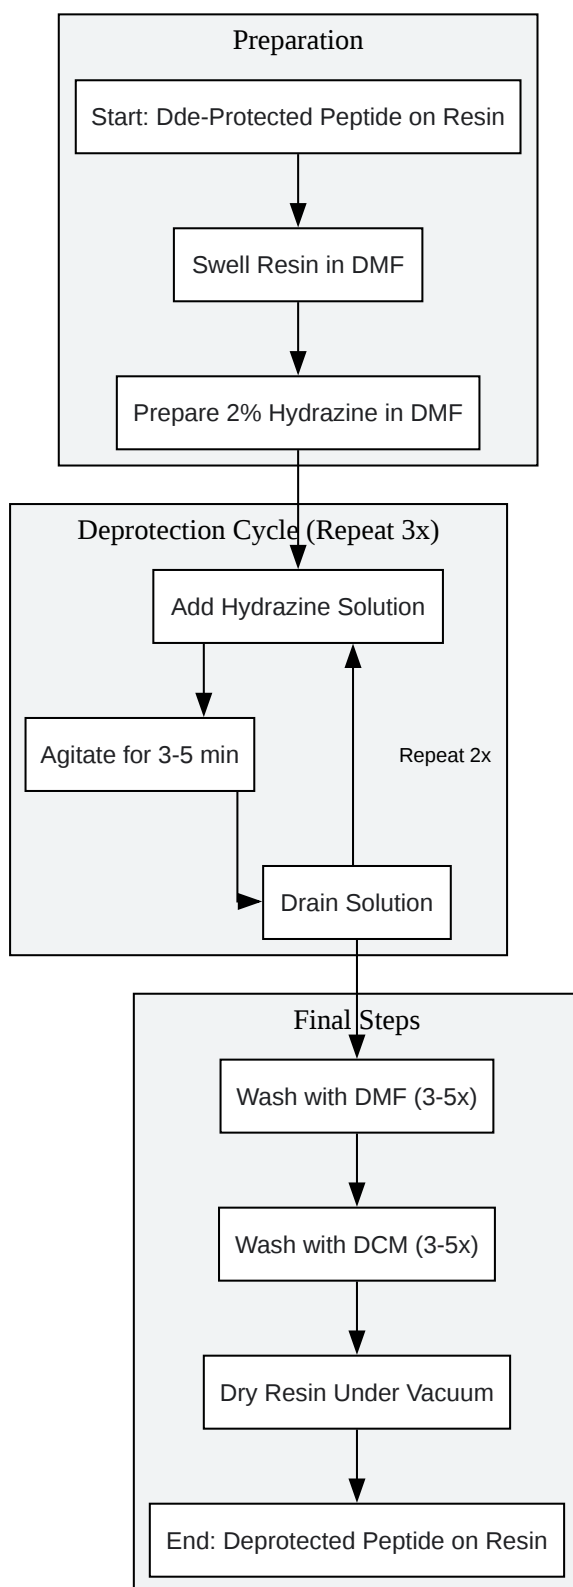 Preparation
Start: Dde-Protected Peptide on Resin
Swell Resin in DMF
Prepare 2% Hydrazine in DMF
Deprotection Cycle (Repeat 3x)
Add Hydrazine Solution
Agitate for 3-5 min
Repeat 2x
Drain Solution
Final Steps
Wash with DMF (3-5x)
Wash with DCM (3-5x)
Dry Resin Under Vacuum
End: Deprotected Peptide on Resin